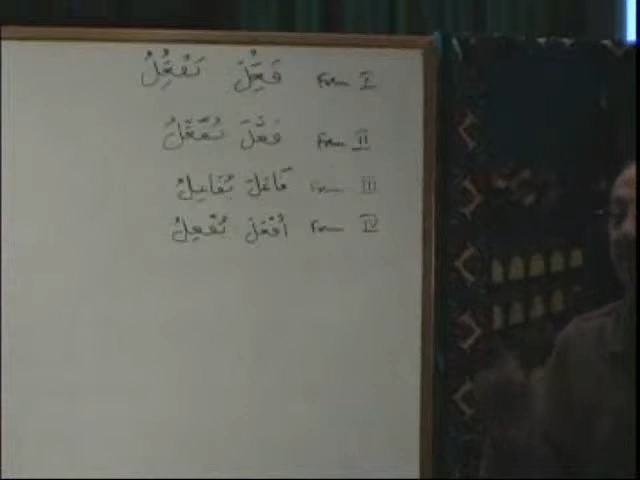 Form I فَعِلَ يَفْعِلُ
Form II فَعَّلَ يُفَعِّلُ
Form III فَاعَلَ يُفَاعِلُ
Form IV أَفْعَلَ يُفْعِلُ